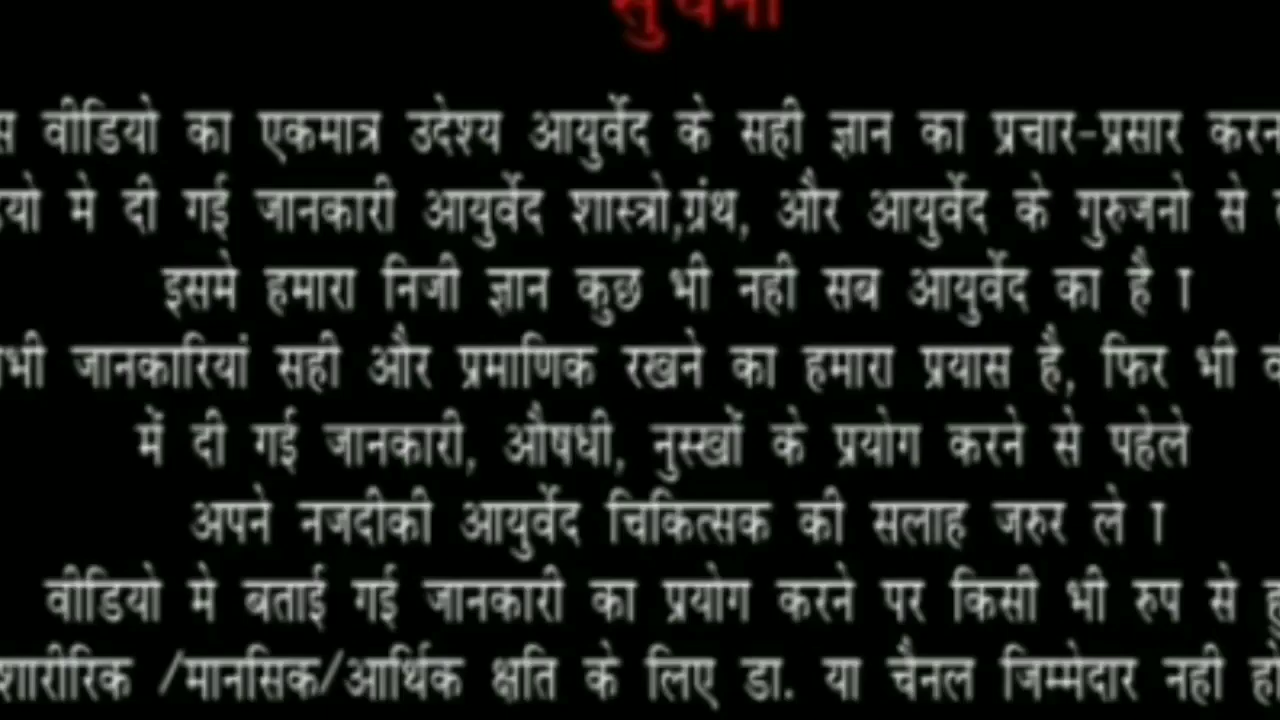 सुचना
वीडियो का एकमात्र उदेश्य आयुर्वेद के सही ज्ञान का प्रचार-प्रसार
मे दी गई जानकारी आयुर्वेद शास्त्रो,ग्रंथ, और आयुर्वेद के गुरुजनो से
इसमे हमारा निजी ज्ञान कुछ भी नही सब आयुर्वेद का है ा
जानकारियां सही और प्रमाणिक रखने का हमारा प्रयास है, फिर भी
में दी गई जानकारी, औषधी, नुस्खों के प्रयोग करने से पहेले
अपने नजदीकी आयुर्वेद चिकित्सक की सलाह जरुर ले ा
वीडियो मे बताई गई जानकारी का प्रयोग करने पर किसी भी रुप से
शारीरिक /मानसिक/आर्थिक क्षति के लिए डा. या चैनल जिम्मेदार नही